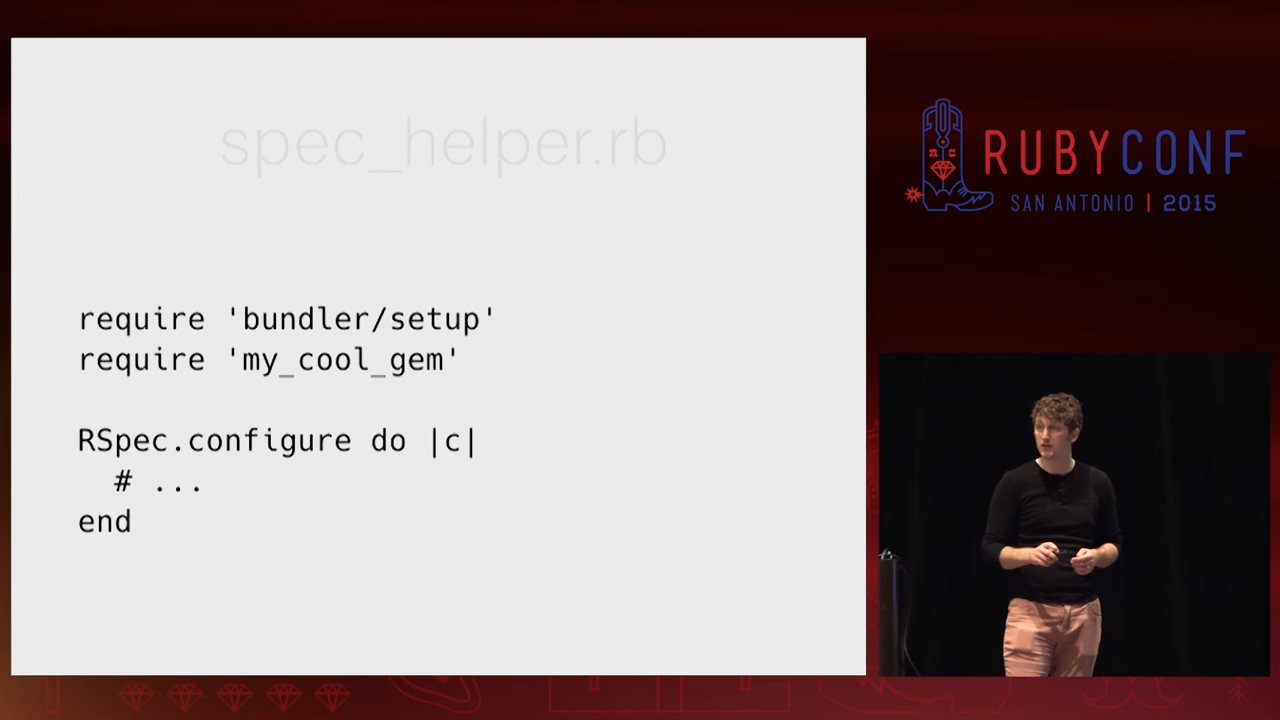 spec_helper.rb
require 'bundler/setup'
require 'my_cool_gem'
RSpec.configure do |c|
  # ...
end
RUBYCONF
SAN ANTONIO | 2015